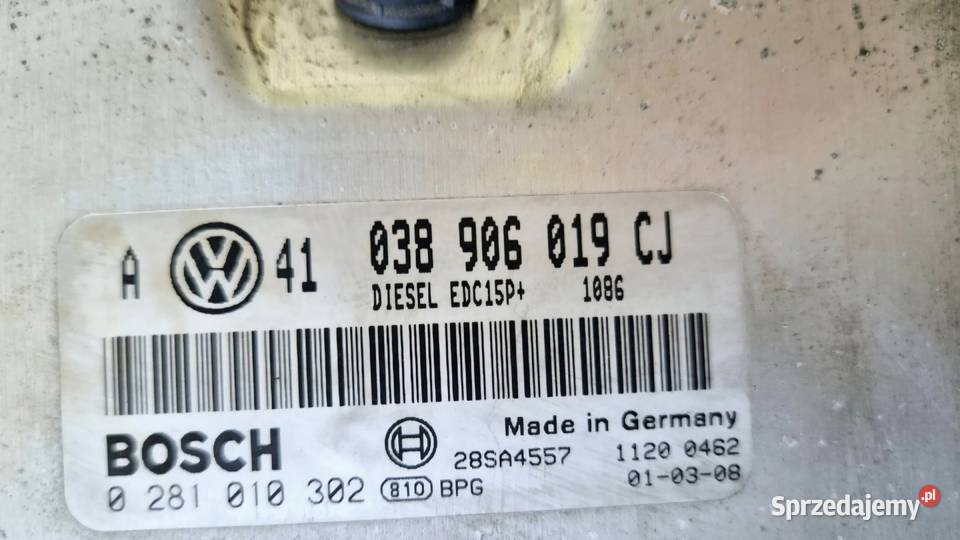 A VW 41 038 906 019 CJ
DIESEL EDC15P+ 1086
BOSCH
Made in Germany
28SA4557 1120 0462
0 281 010 302 810 BPG 01-03-08
Sprzedajemy.pl